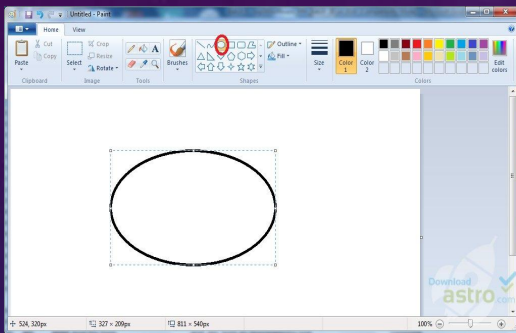 Untitled - Paint
Home View
Paste
Cut
Copy
Clipboard
Select
Crop
Resize
Rotate
Image
A
Tools
Brushes
Shapes
Outline
Fill
Size
Color 1
Color 2
Edit colors
Colors
Download
astro.com
524, 320px
327 × 209px
811 × 540px
100%